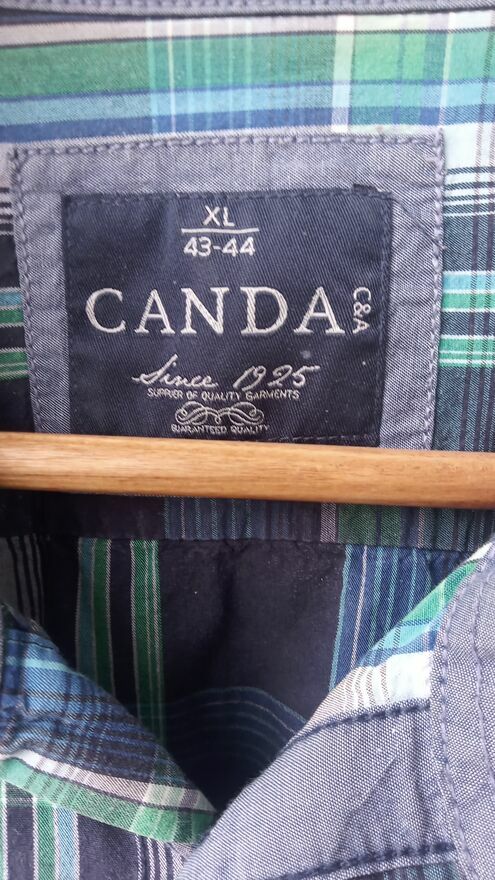 XL
43-44
CANDA C&A
Since 1925
SUPPLIER OF QUALITY GARMENTS
GUARANTEED QUALITY